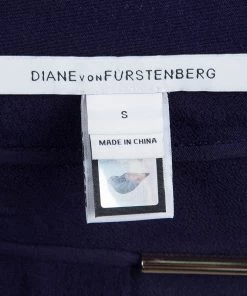 DIANE VON FURSTENBERG
S
MADE IN CHINA